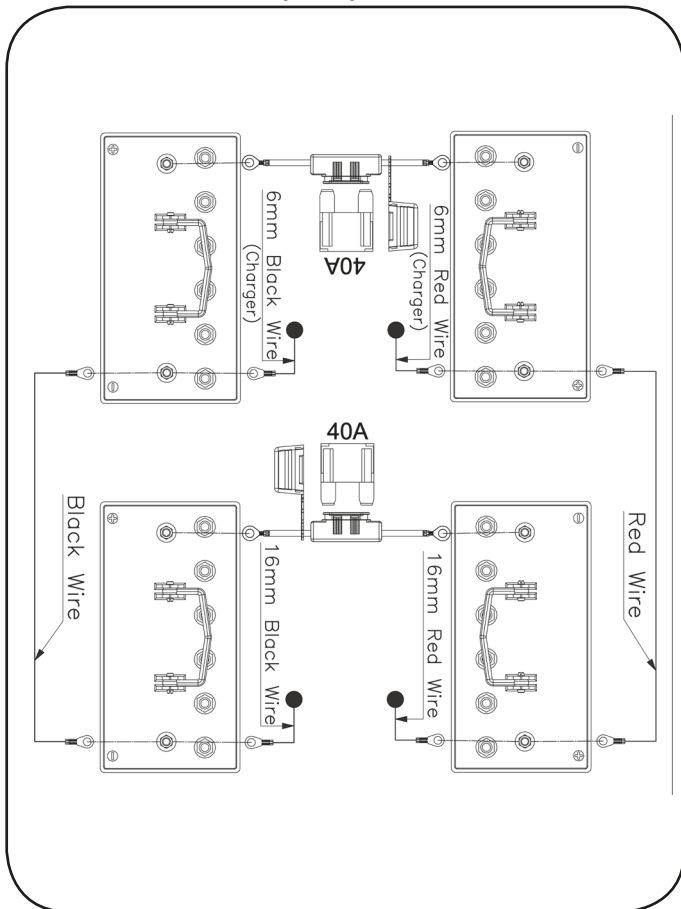 6mm Black Wire
(Charger)
6mm Red Wire
(Charger)
40A
40A
Black Wire
16mm Black Wire
16mm Red Wire
Red Wire